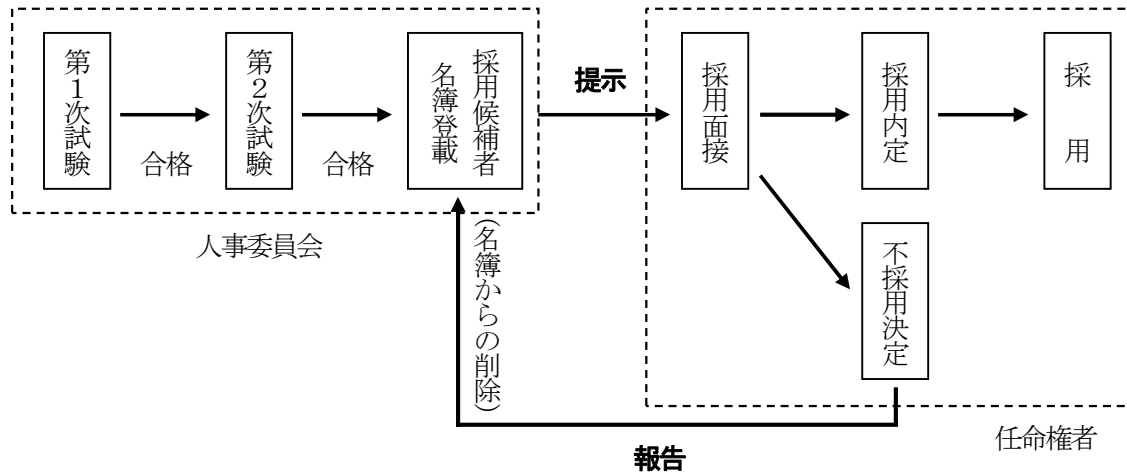 第１次試験
合格
第２次試験
合格
採用候補者
名簿登載
提示
採用面接
採用内定
採用
人事委員会
(名簿からの削除)
不採用決定
任命権者
報告